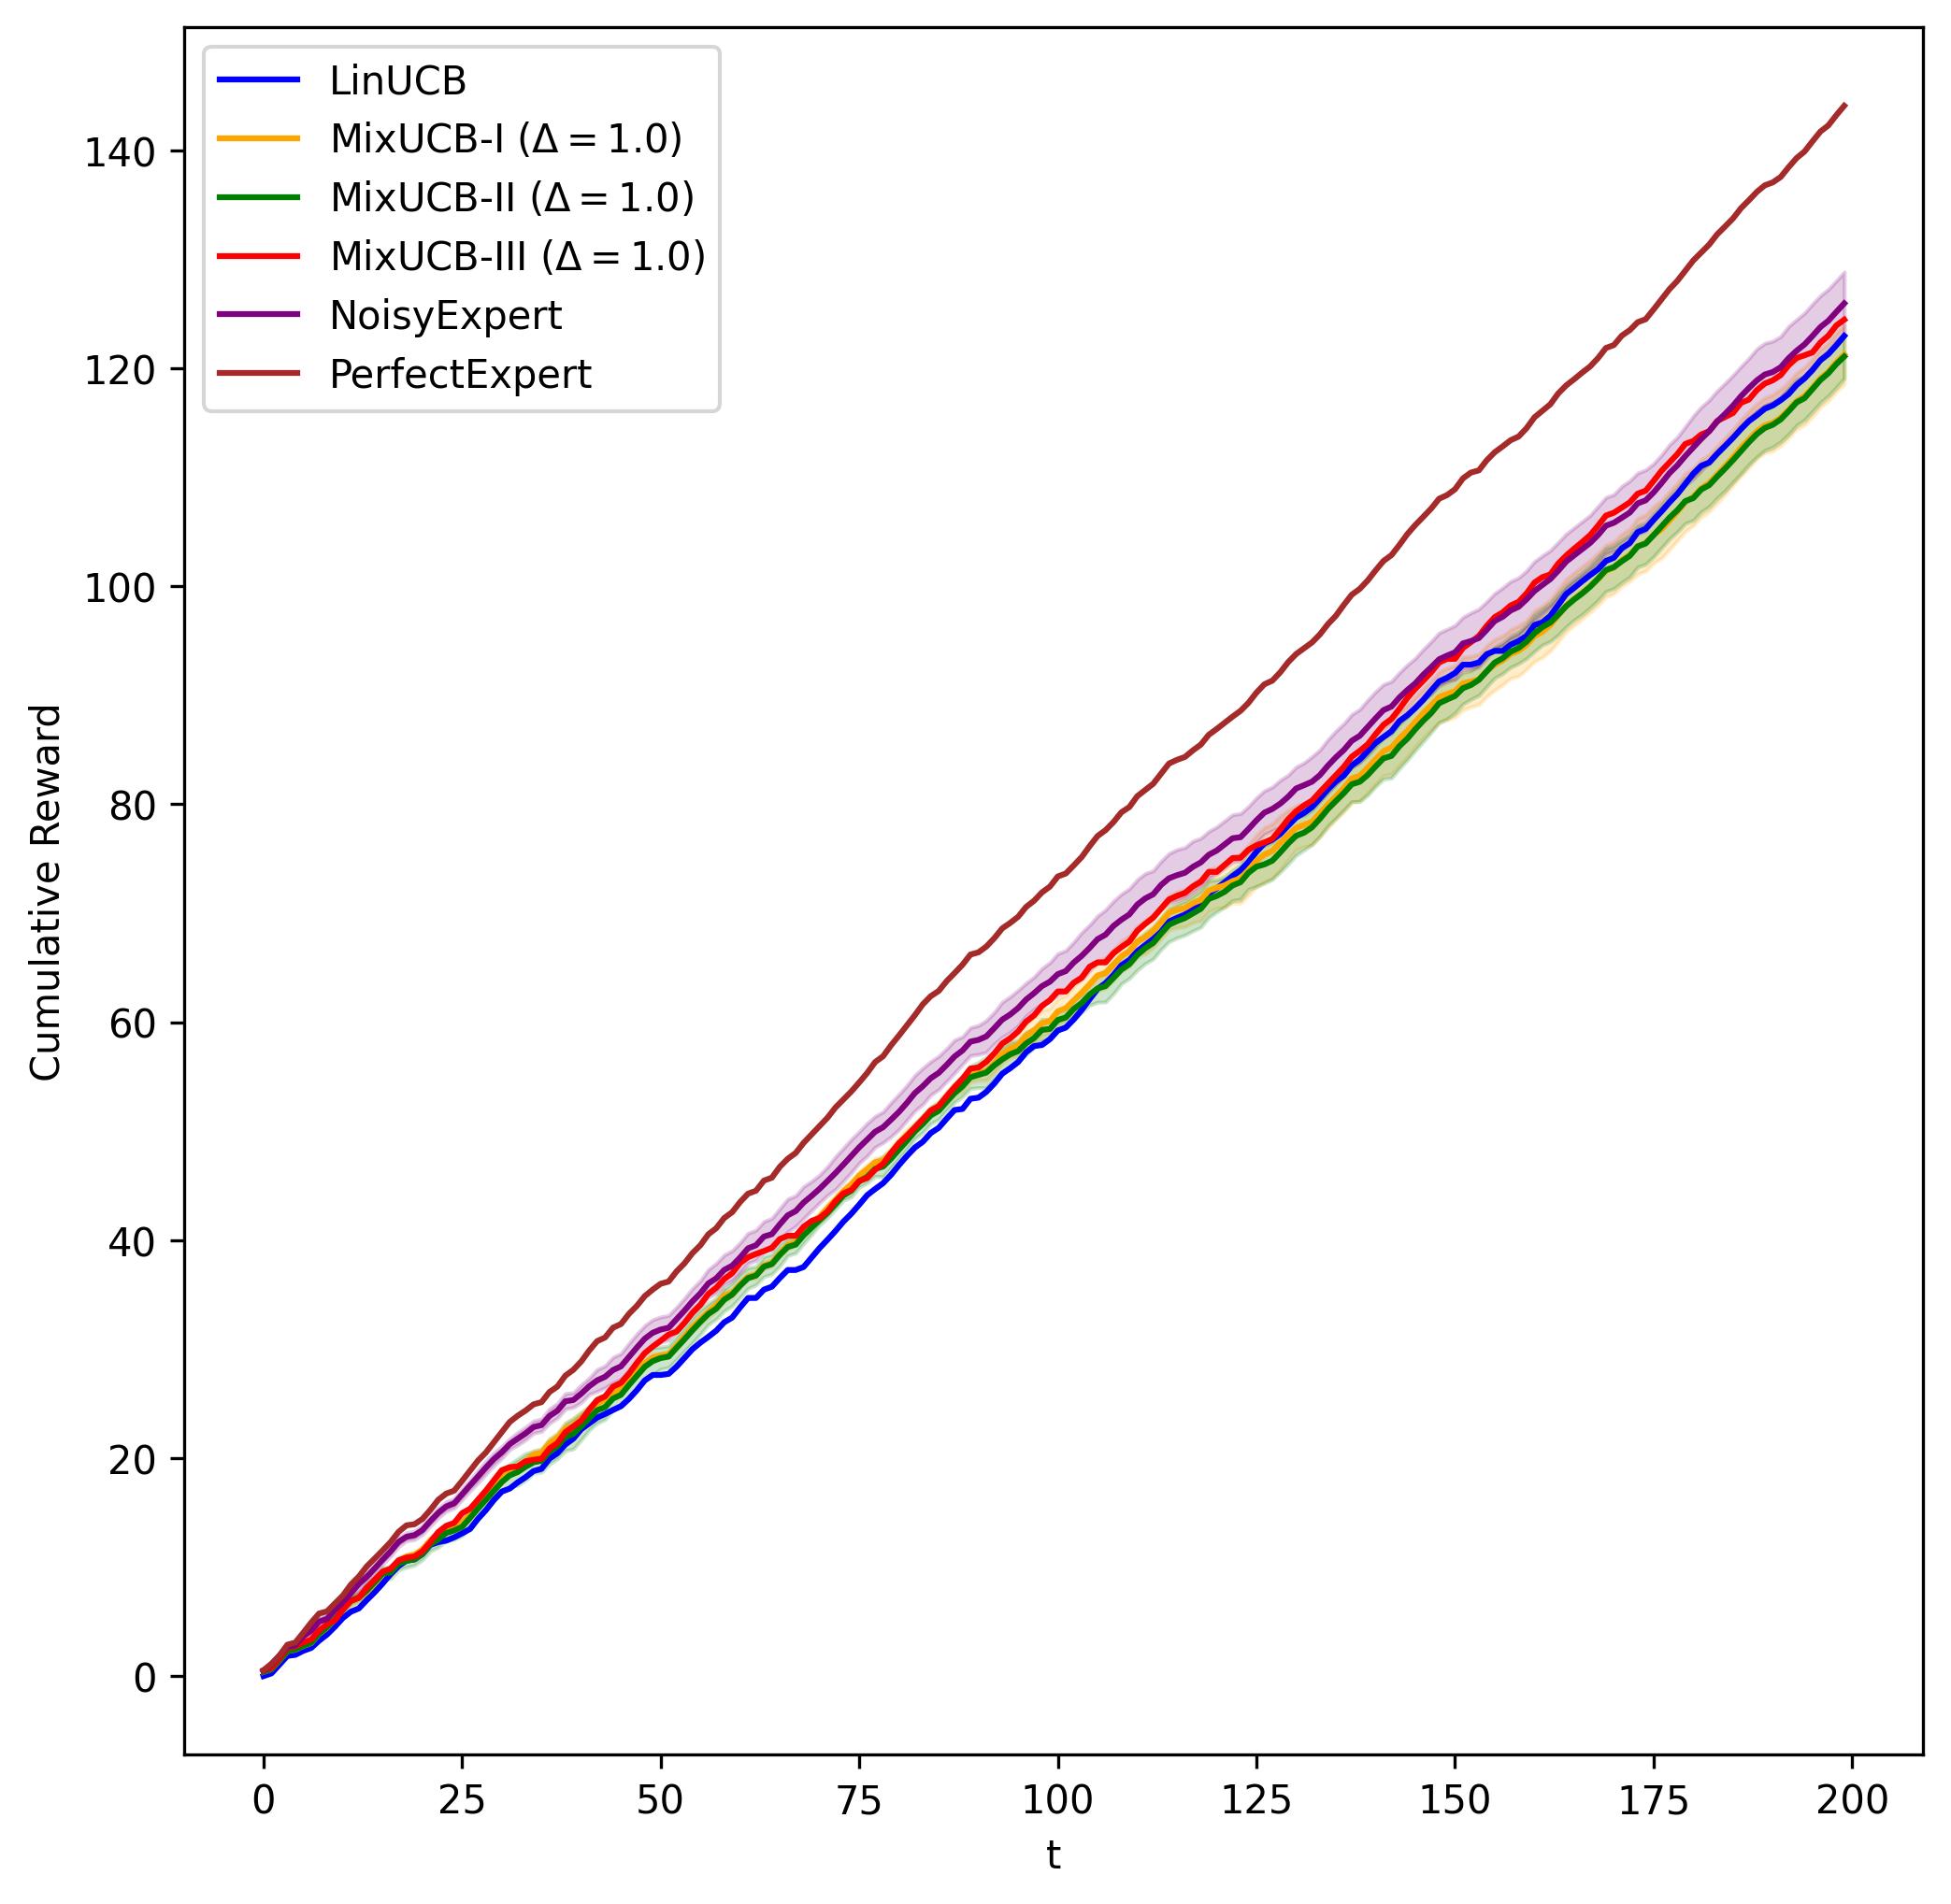 LinUCB
MixUCB-I (Δ = 1.0)
MixUCB-II (Δ = 1.0)
MixUCB-III (Δ = 1.0)
NoisyExpert
PerfectExpert
140
120
100
80
60
40
20
0
Cumulative Reward
0 25 50 75 100 125 150 175 200
t